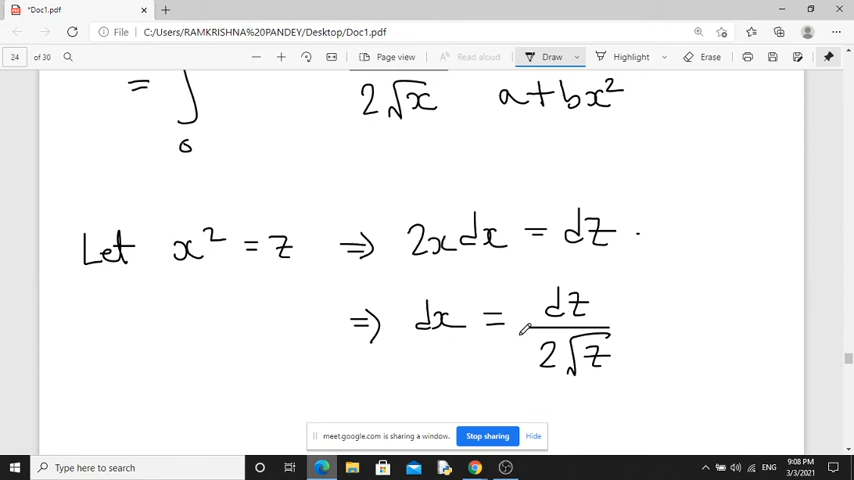 *Doc1.pdf
File C:/Users/RAMKRISHNA%20PANDEY/Desktop/Doc1.pdf
24 of 30 Page view Read aloud Draw Highlight Erase
= ∫ 2√x a+bx²
0
Let x² = z ⇒ 2xdx = dz .
⇒ dx = dz
2√z
meet.google.com is sharing a window. Stop sharing Hide
Type here to search ENG 9:08 PM
3/3/2021